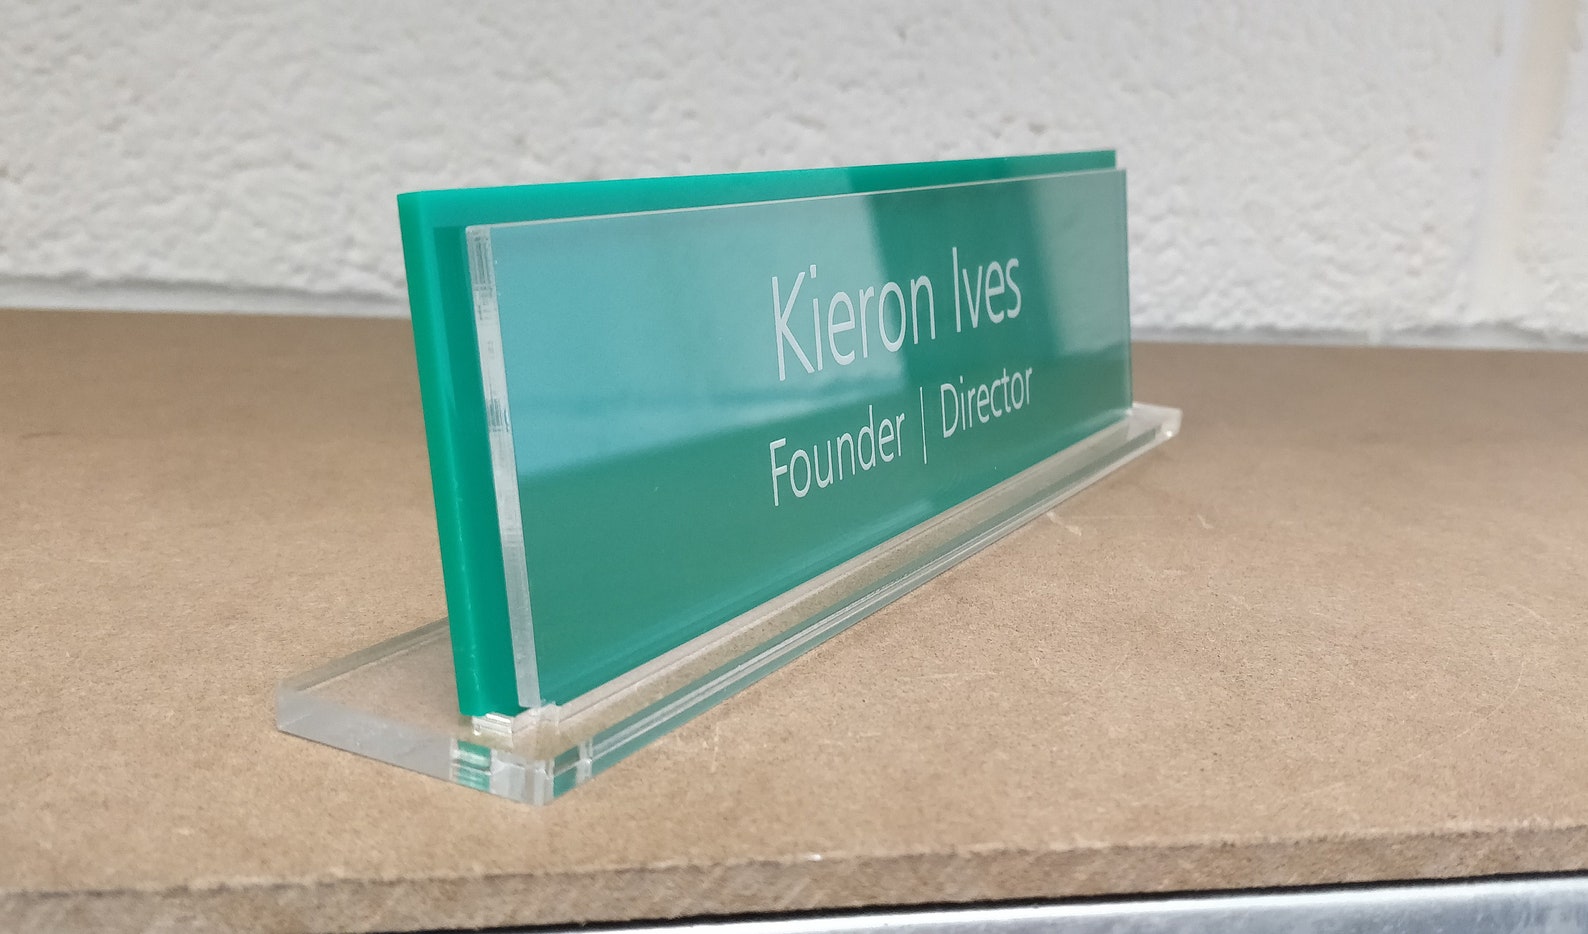 Kieron Ives
Founder | Director